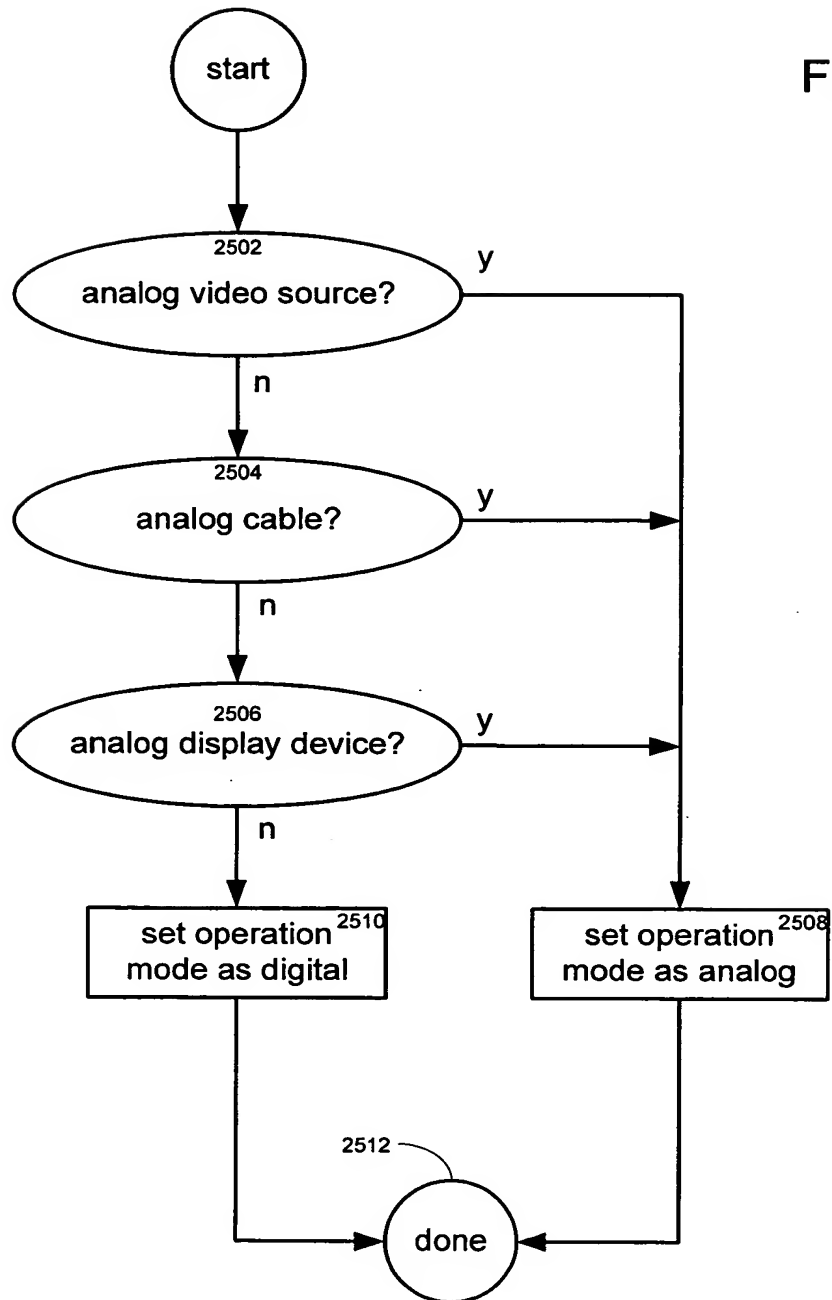 start
F
2502
analog video source?
y
n
2504
analog cable?
y
n
2506
analog display device?
y
n
set operation 2510
mode as digital
set operation 2508
mode as analog
2512
done